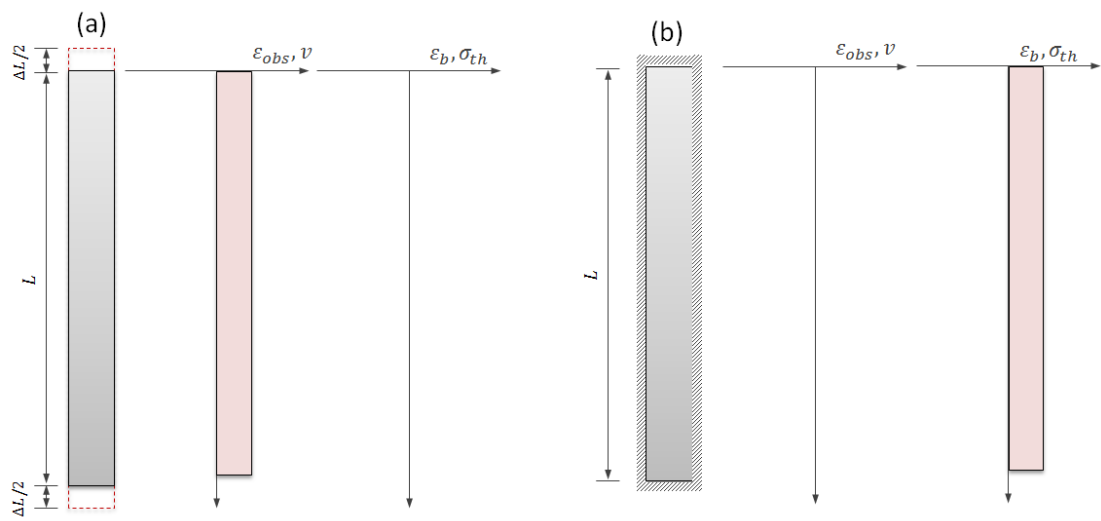 (a)
ΔL/2
ε_obs, v
ε_b, σ_th
L
ΔL/2
(b)
ε_obs, v
ε_b, σ_th
L